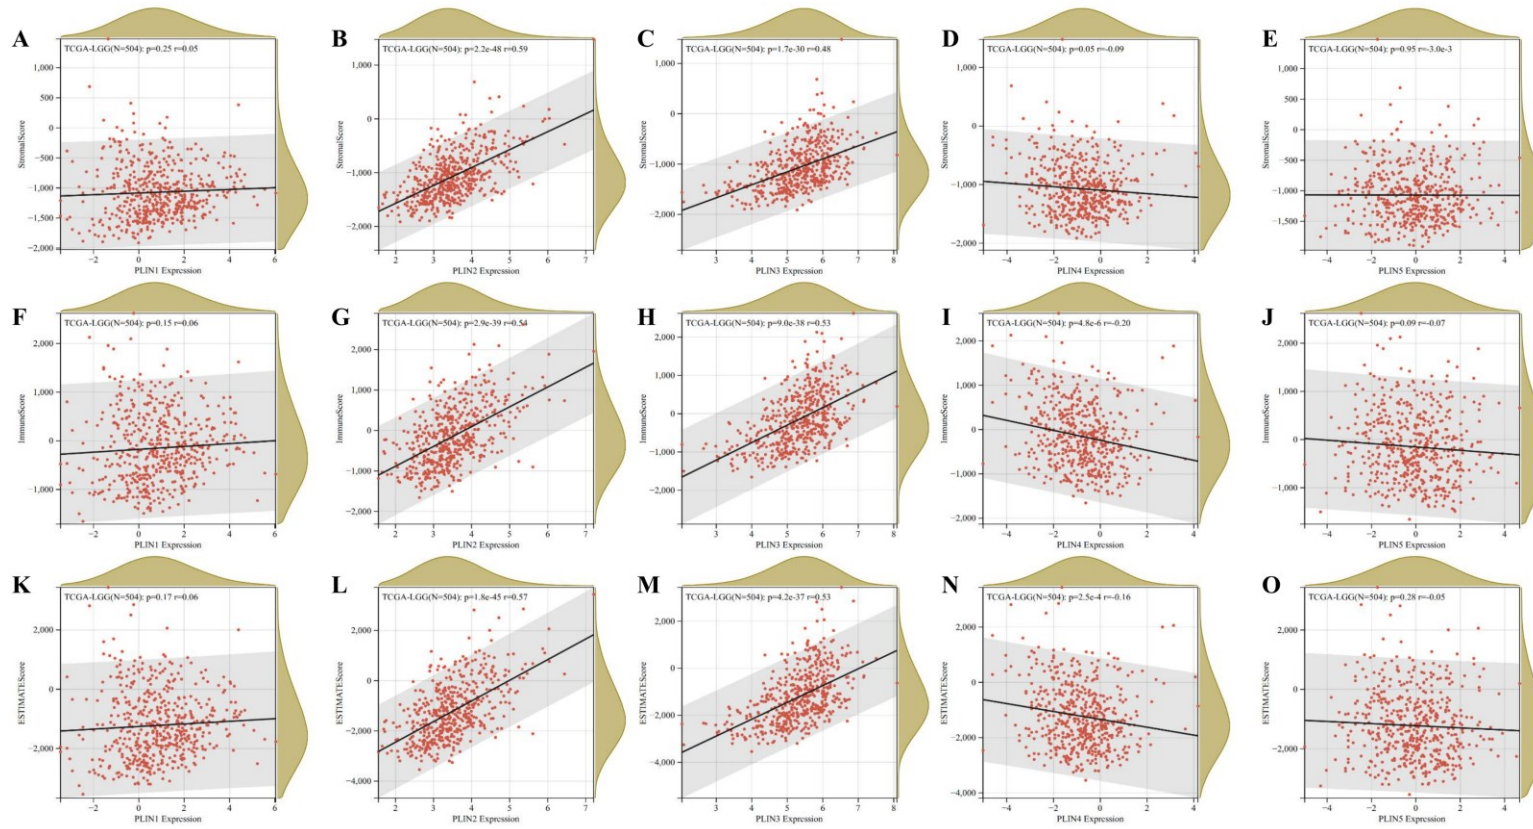 A
TCGA-LGG(N=504): p=0.25 r=0.05
StromalScore
1,000
500
0
−500
−1,000
−1,500
−2,000
−2
0
2
4
6
PLIN1 Expression
B
TCGA-LGG(N=504): p=2.2e-48 r=0.59
StromalScore
1,000
0
−1,000
−2,000
2
3
4
5
6
7
PLIN2 Expression
C
TCGA-LGG(N=504): p=1.7e-30 r=0.48
StromalScore
1,000
0
−1,000
−2,000
3
4
5
6
7
8
PLIN3 Expression
D
TCGA-LGG(N=504): p=0.05 r=-0.09
StromalScore
1,000
0
−1,000
−2,000
−4
−2
0
2
4
PLIN4 Expression
E
TCGA-LGG(N=504): p=0.95 r=-3.0e-3
StromalScore
1,000
500
0
−500
−1,000
−1,500
−4
−2
0
2
4
PLIN5 Expression
F
TCGA-LGG(N=504): p=0.15 r=0.06
ImmuneScore
2,000
1,000
0
−1,000
−2
0
2
4
6
PLIN1 Expression
G
TCGA-LGG(N=504): p=2.9e-39 r=0.54
ImmuneScore
2,000
1,000
0
−1,000
−2,000
2
3
4
5
6
7
PLIN2 Expression
H
TCGA-LGG(N=504): p=9.0e-38 r=0.53
ImmuneScore
2,000
1,000
0
−1,000
−2,000
3
4
5
6
7
8
PLIN3 Expression
I
TCGA-LGG(N=504): p=4.8e-6 r=-0.20
ImmuneScore
2,000
1,000
0
−1,000
−2,000
−4
−2
0
2
4
PLIN4 Expression
J
TCGA-LGG(N=504): p=0.09 r=-0.07
ImmuneScore
2,000
1,000
0
−1,000
−4
−2
0
2
4
PLIN5 Expression
K
TCGA-LGG(N=504): p=0.17 r=0.06
ESTIMATEScore
2,000
0
−2,000
−2
0
2
4
6
PLIN1 Expression
L
TCGA-LGG(N=504): p=1.8e-45 r=0.57
ESTIMATEScore
2,000
0
−2,000
−4,000
2
3
4
5
6
7
PLIN2 Expression
M
TCGA-LGG(N=504): p=4.2e-37 r=0.53
ESTIMATEScore
2,000
0
−2,000
−4,000
3
4
5
6
7
8
PLIN3 Expression
N
TCGA-LGG(N=504): p=2.5e-4 r=-0.16
ESTIMATEScore
2,000
0
−2,000
−4,000
−4
−2
0
2
4
PLIN4 Expression
O
TCGA-LGG(N=504): p=0.28 r=-0.05
ESTIMATEScore
2,000
0
−2,000
−4
−2
0
2
4
PLIN5 Expression